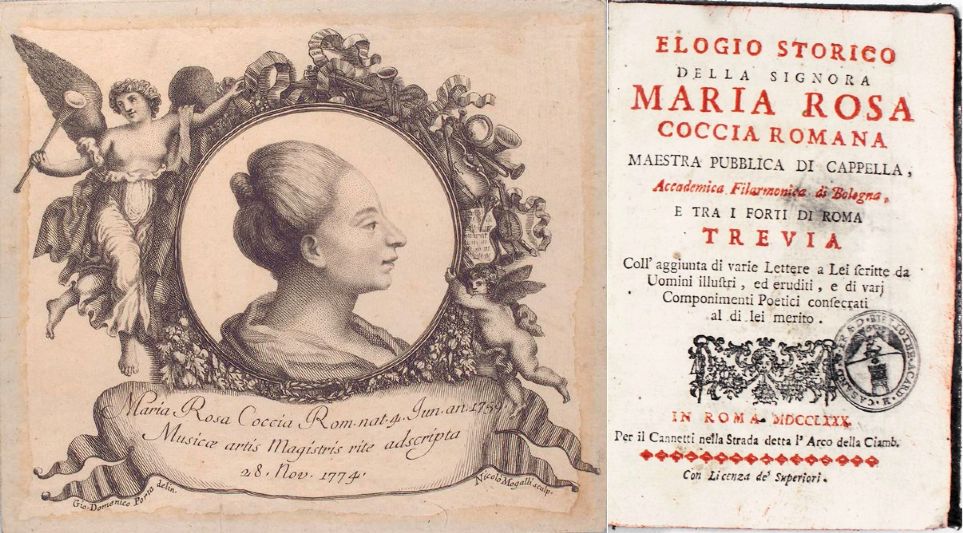 Maria Rosa Coccia Rom. nat. 4. Jun. an. 1759
Musicæ artis Magistris rite adscripta
28. Nov. 1774
Gio. Domenico Porta delin.
Nicolo Mogalli sculp.
ELOGIO STORICO
DELLA SIGNORA
MARIA ROSA
COCCIA ROMANA
MAESTRA PUBBLICA DI CAPPELLA,
Accademica Filarmonica di Bologna,
E TRA I FORTI DI ROMA
TREVIA
Coll' aggiunta di varie Lettere a Lei scritte da
Uomini illustri, ed eruditi, e di varj
Componimenti Poetici consecrati
al di lei merito.
IN ROMA MDCCLXXX.
Per il Cannetti nella Strada detta l' Arco della Ciamb.
Con Licenza de' Superiori.